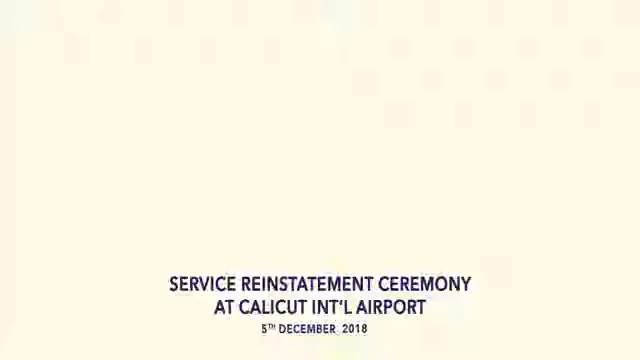 SERVICE REINSTATEMENT CEREMONY
AT CALICUT INT'L AIRPORT
5TH DECEMBER 2018